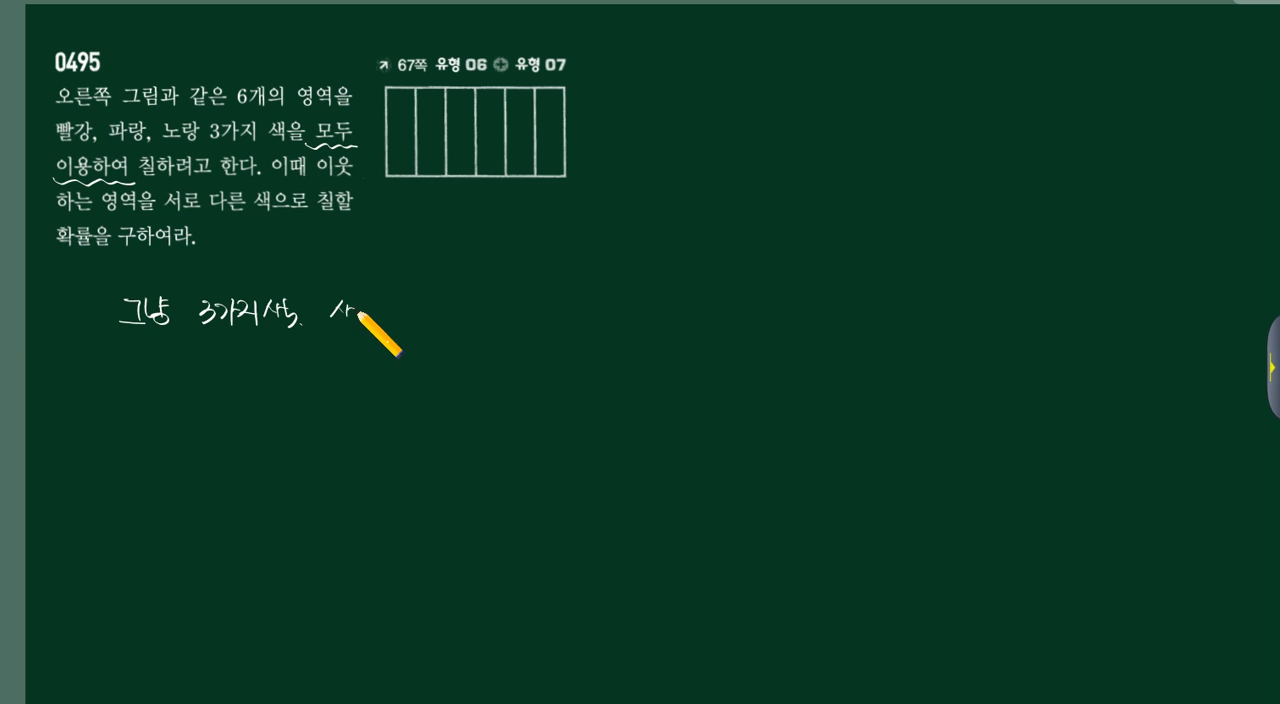 0495
↗ 67쪽 유형 06 ⊕ 유형 07
오른쪽 그림과 같은 6개의 영역을
빨강, 파랑, 노랑 3가지 색을 모두
이용하여 칠하려고 한다. 이때 이웃
하는 영역을 서로 다른 색으로 칠할
확률을 구하여라.
그냥 3가지색. 사